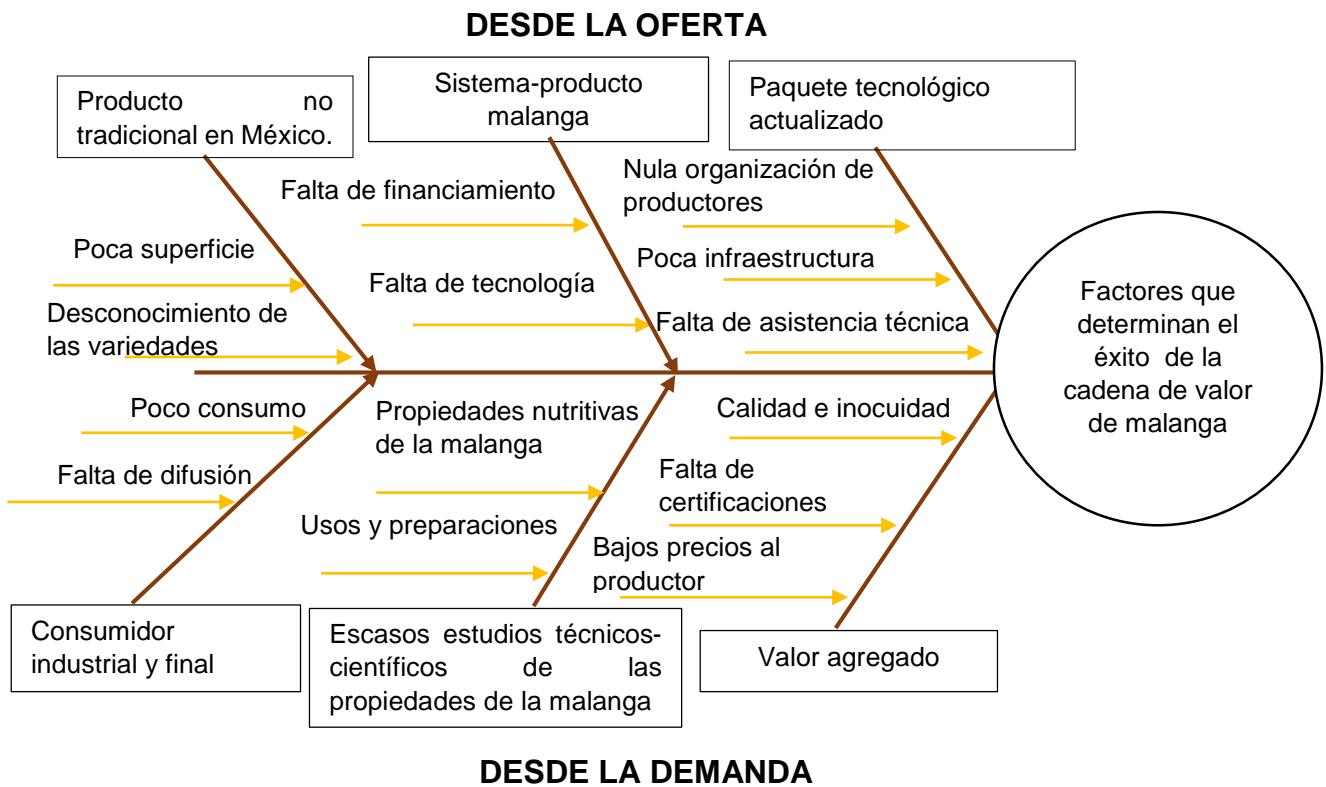 DESDE LA OFERTA
Producto no
tradicional en México.
Sistema-producto
malanga
Paquete tecnológico
actualizado
Falta de financiamiento
Nula organización de
productores
Poca superficie
Falta de tecnología
Poca infraestructura
Desconocimiento de
las variedades
Falta de asistencia técnica
Factores que
determinan el
éxito de la
cadena de valor
de malanga
Poco consumo
Falta de difusión
Propiedades nutritivas
de la malanga
Usos y preparaciones
Calidad e inocuidad
Falta de
certificaciones
Bajos precios al
productor
Consumidor
industrial y final
Escasos estudios técnicos-
científicos de las
propiedades de la malanga
Valor agregado
DESDE LA DEMANDA